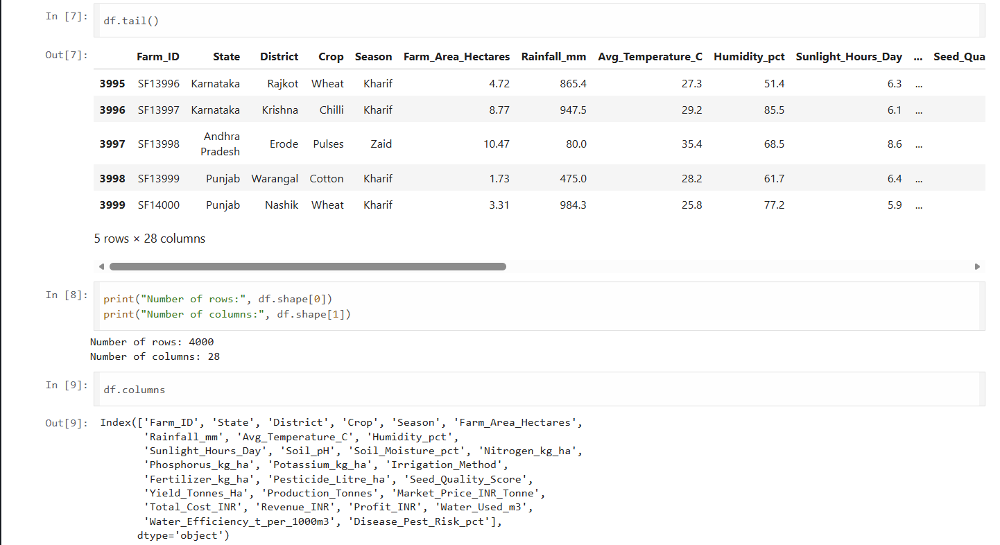 In [7]: df.tail()
Out[7]: Farm_ID State District Crop Season Farm_Area_Hectares Rainfall_mm Avg_Temperature_C Humidity_pct Sunlight_Hours_Day ... Seed_Qua
3995 SF13996 Karnataka Rajkot Wheat Kharif 4.72 865.4 27.3 51.4 6.3 ...
3996 SF13997 Karnataka Krishna Chilli Kharif 8.77 947.5 29.2 85.5 6.1 ...
3997 SF13998 Andhra Pradesh Erode Pulses Zaid 10.47 80.0 35.4 68.5 8.6 ...
3998 SF13999 Punjab Warangal Cotton Kharif 1.73 475.0 28.2 61.7 6.4 ...
3999 SF14000 Punjab Nashik Wheat Kharif 3.31 984.3 25.8 77.2 5.9 ...
5 rows × 28 columns
In [8]: print("Number of rows:", df.shape[0])
print("Number of columns:", df.shape[1])
Number of rows: 4000
Number of columns: 28
In [9]: df.columns
Out[9]: Index(['Farm_ID', 'State', 'District', 'Crop', 'Season', 'Farm_Area_Hectares',
'Rainfall_mm', 'Avg_Temperature_C', 'Humidity_pct',
'Sunlight_Hours_Day', 'Soil_pH', 'Soil_Moisture_pct', 'Nitrogen_kg_ha',
'Phosphorus_kg_ha', 'Potassium_kg_ha', 'Irrigation_Method',
'Fertilizer_kg_ha', 'Pesticide_Litre_ha', 'Seed_Quality_Score',
'Yield_Tonnes_Ha', 'Production_Tonnes', 'Market_Price_INR_Tonne',
'Total_Cost_INR', 'Revenue_INR', 'Profit_INR', 'Water_Used_m3',
'Water_Efficiency_t_per_1000m3', 'Disease_Pest_Risk_pct'],
dtype='object')